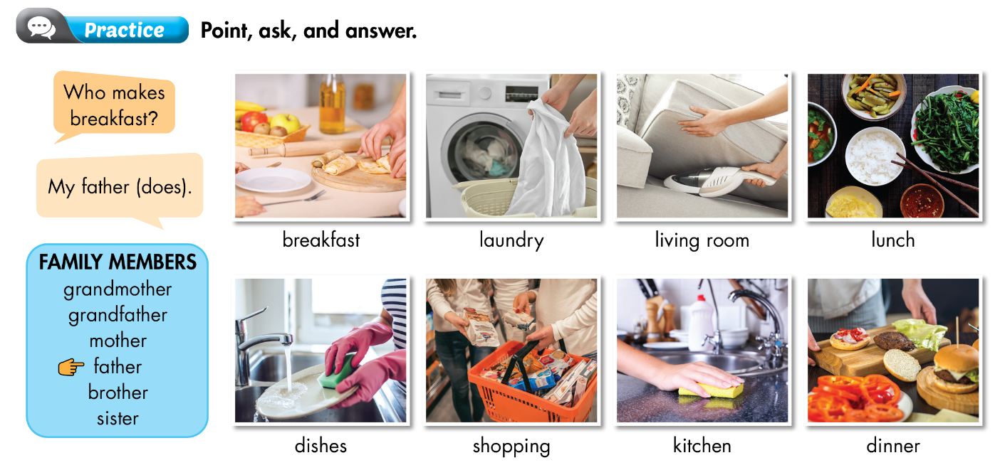 Practice Point, ask, and answer.
Who makes
breakfast?
My father (does).
FAMILY MEMBERS
grandmother
grandfather
mother
father
brother
sister
breakfast
laundry
living room
lunch
dishes
shopping
kitchen
dinner